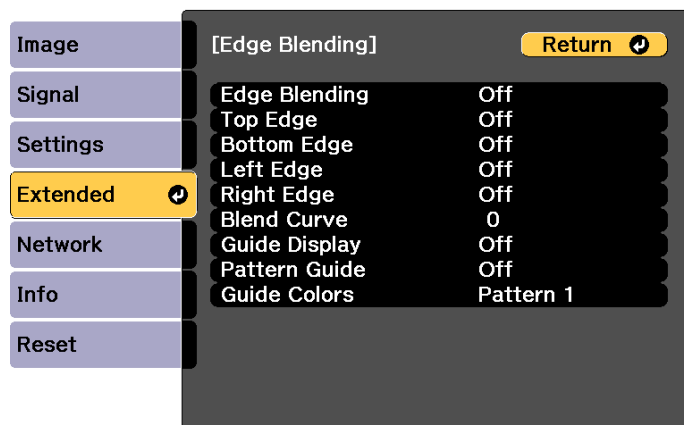 Image
Signal
Settings
Extended
Network
Info
Reset
[Edge Blending] Return
Edge Blending Off
Top Edge Off
Bottom Edge Off
Left Edge Off
Right Edge Off
Blend Curve 0
Guide Display Off
Pattern Guide Off
Guide Colors Pattern 1